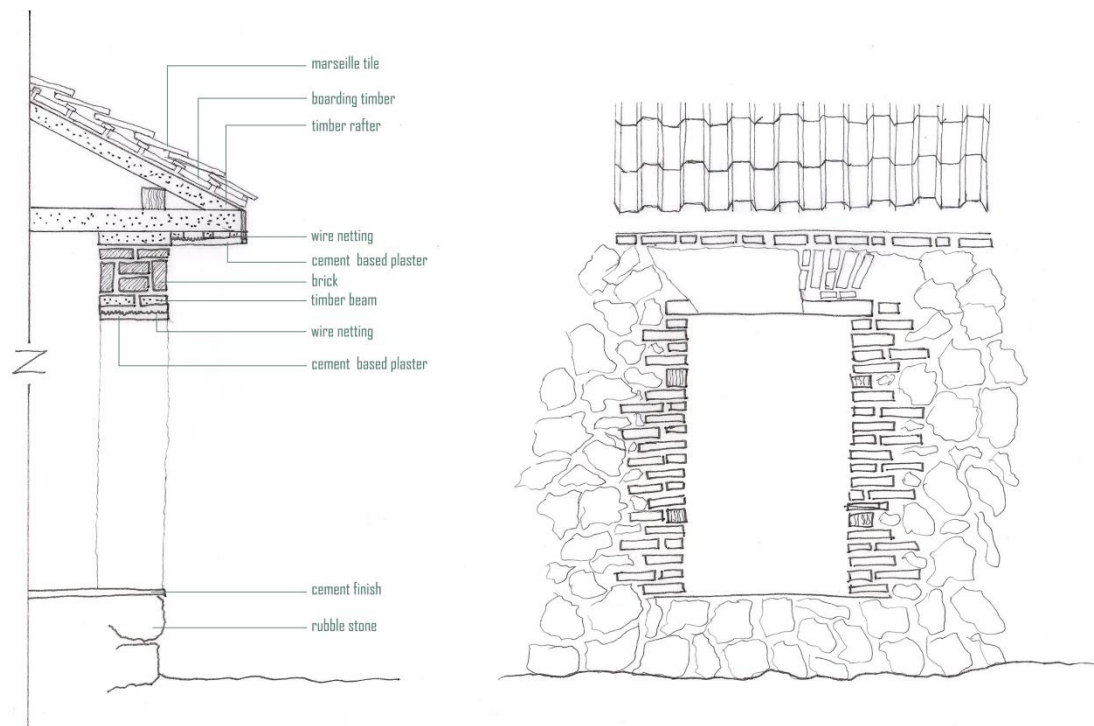 marseille tile
boarding timber
timber rafter
wire netting
cement based plaster
brick
timber beam
wire netting
cement based plaster
cement finish
rubble stone